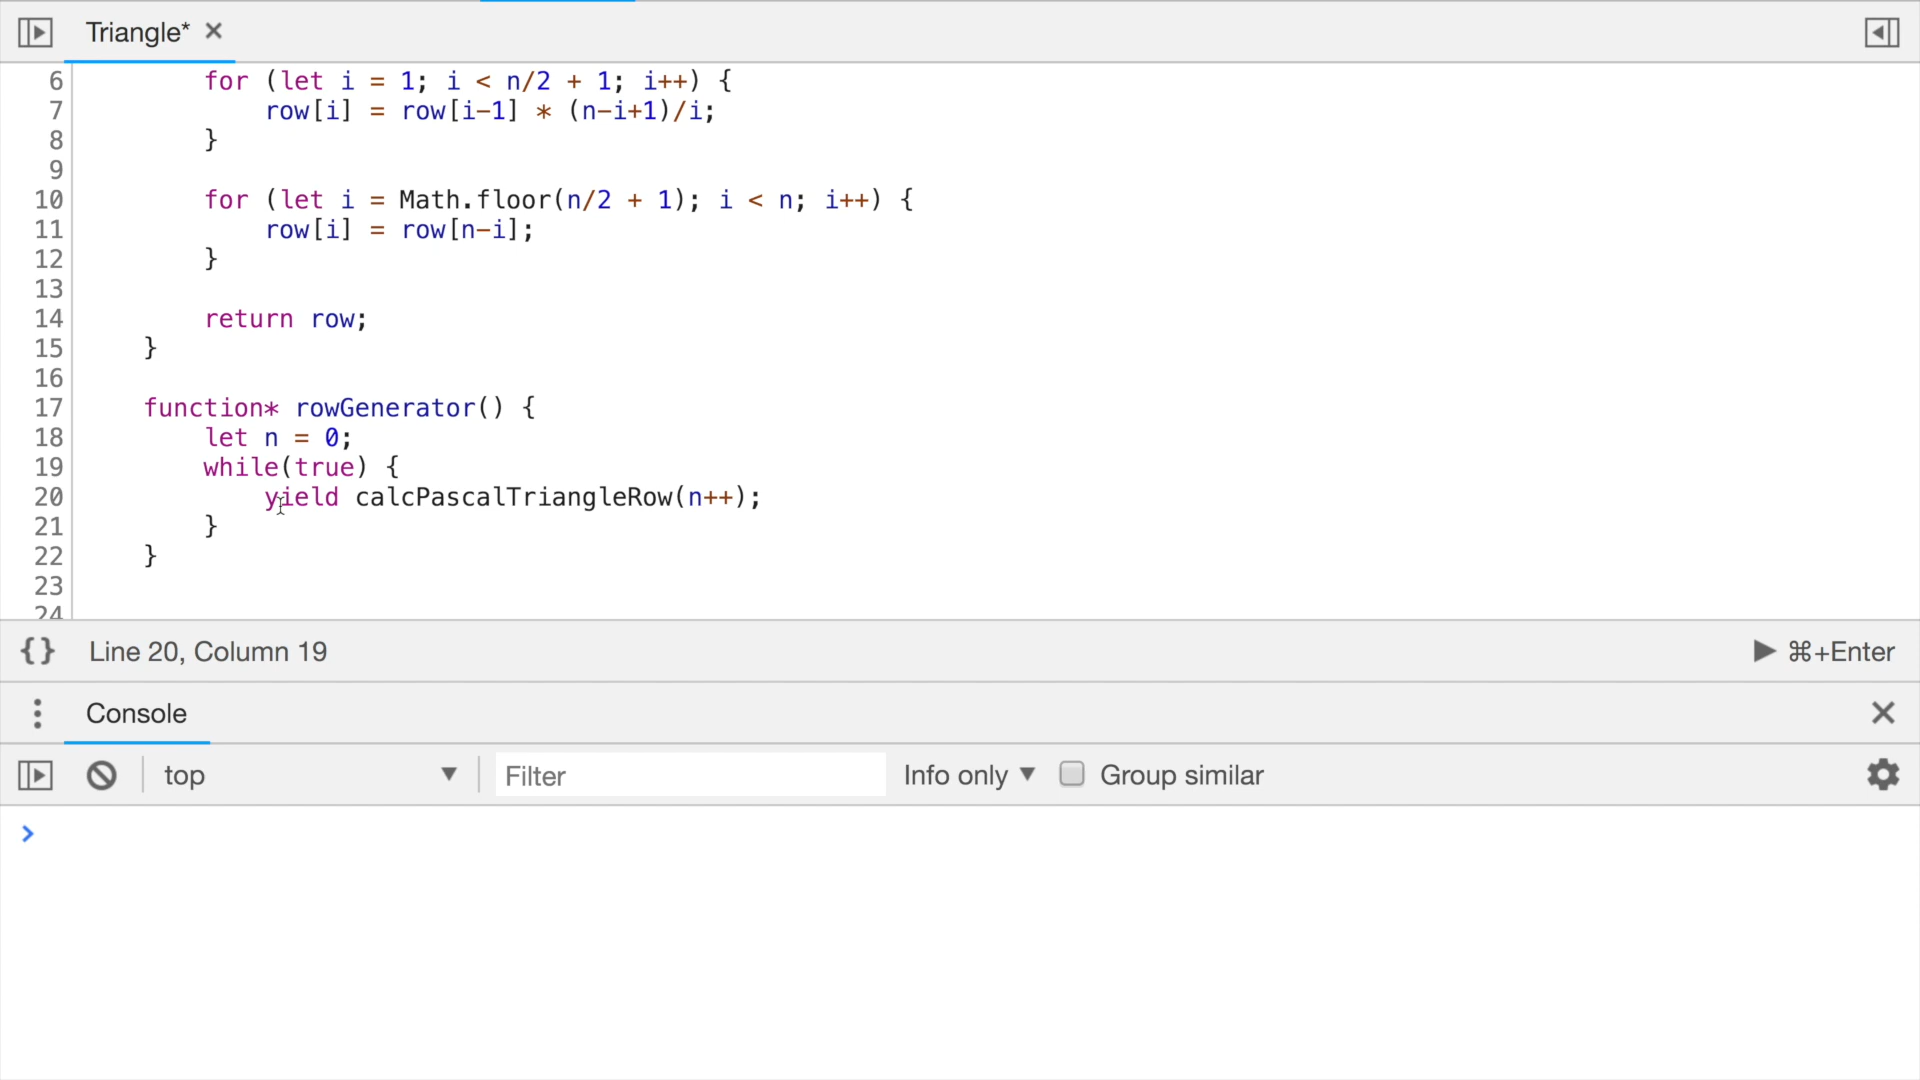 Triangle* ×
6 for (let i = 1; i < n/2 + 1; i++) {
7 row[i] = row[i-1] * (n-i+1)/i;
8 }
9
10 for (let i = Math.floor(n/2 + 1); i < n; i++) {
11 row[i] = row[n-i];
12 }
13
14 return row;
15 }
16
17 function* rowGenerator() {
18 let n = 0;
19 while(true) {
20 yield calcPascalTriangleRow(n++);
21 }
22 }
23
24
{} Line 20, Column 19 ▶ ⌘+Enter
Console
top ▼ Filter Info only ▼ Group similar
>